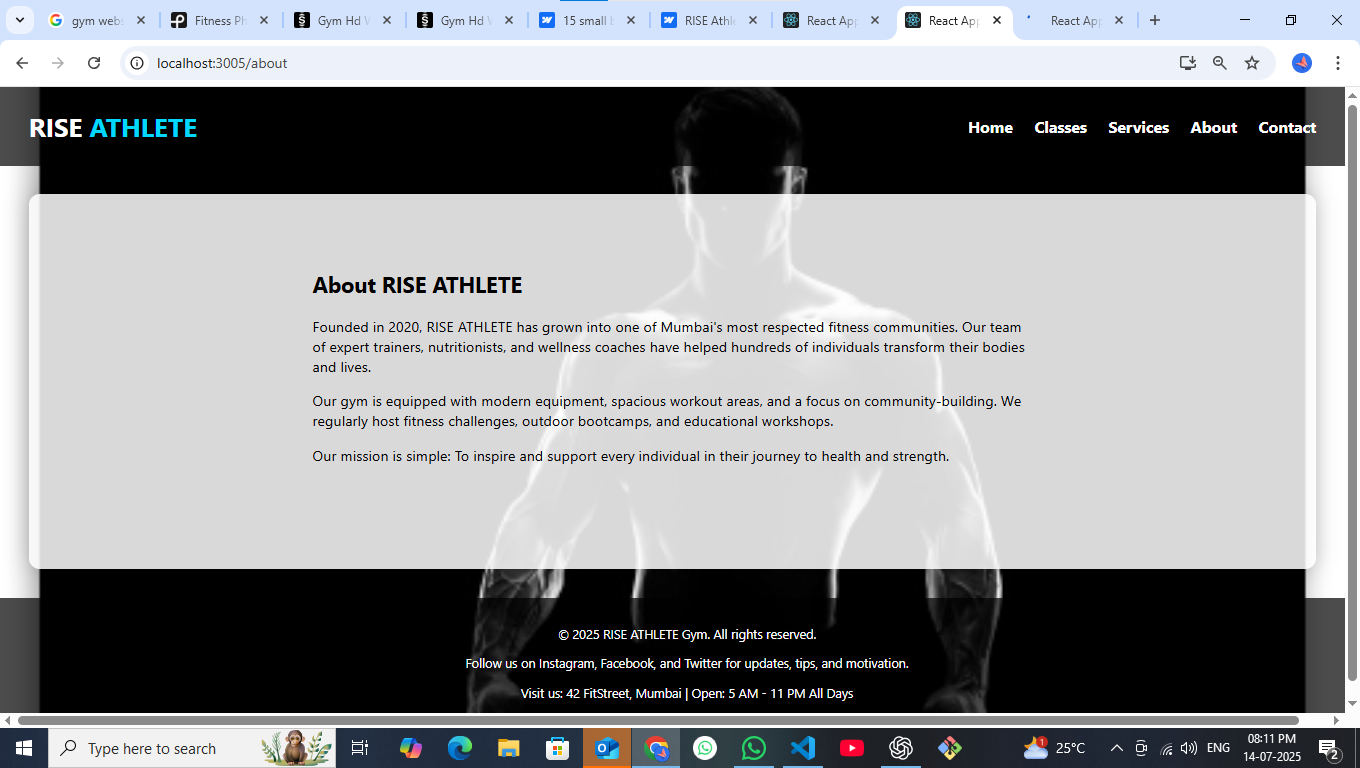 gym webs
Fitness Ph
Gym Hd W
Gym Hd W
15 small b
RISE Athle
React App
React App
React App
localhost:3005/about
RISE ATHLETE
Home Classes Services About Contact
About RISE ATHLETE
Founded in 2020, RISE ATHLETE has grown into one of Mumbai's most respected fitness communities. Our team
of expert trainers, nutritionists, and wellness coaches have helped hundreds of individuals transform their bodies
and lives.
Our gym is equipped with modern equipment, spacious workout areas, and a focus on community-building. We
regularly host fitness challenges, outdoor bootcamps, and educational workshops.
Our mission is simple: To inspire and support every individual in their journey to health and strength.
© 2025 RISE ATHLETE Gym. All rights reserved.
Follow us on Instagram, Facebook, and Twitter for updates, tips, and motivation.
Visit us: 42 FitStreet, Mumbai | Open: 5 AM - 11 PM All Days
Type here to search
1
25°C
ENG
08:11 PM
14-07-2025
2